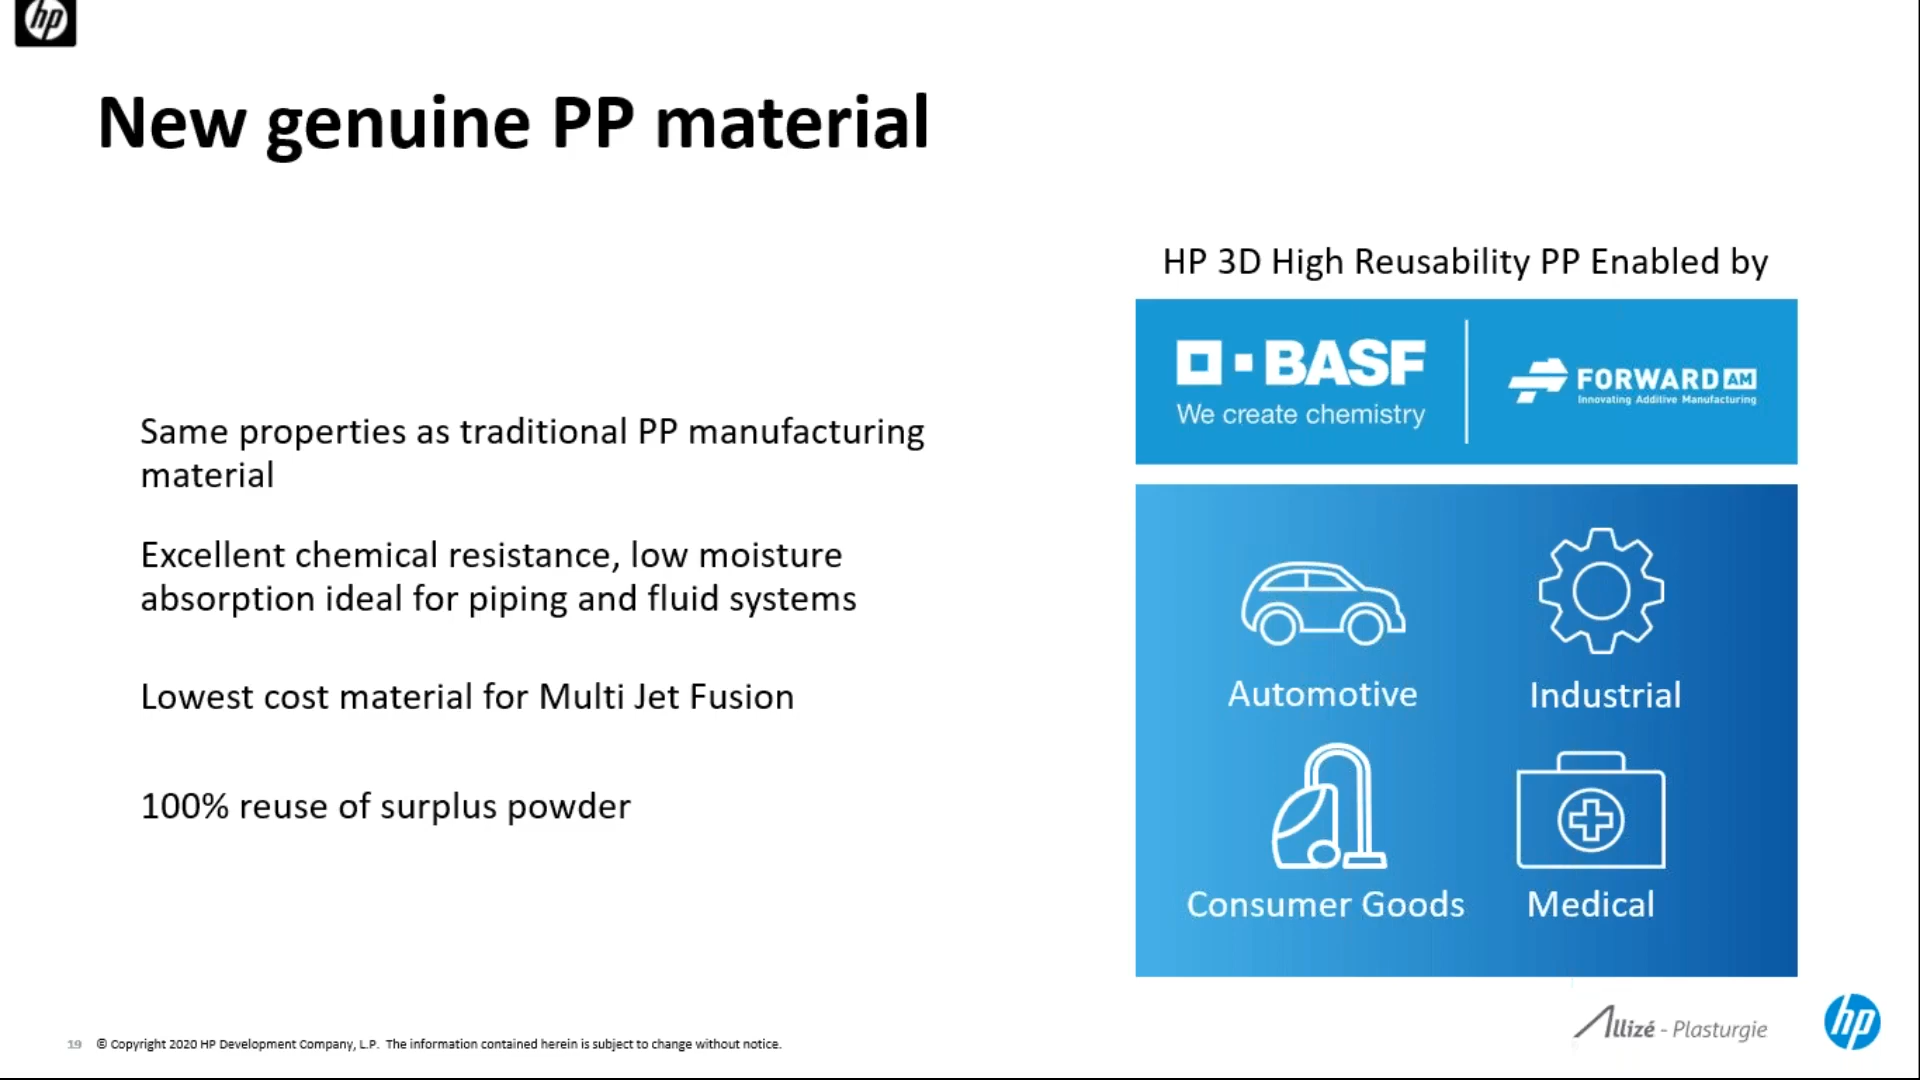 hp
New genuine PP material
HP 3D High Reusability PP Enabled by
BASF
We create chemistry
FORWARD AM
Innovating Additive Manufacturing
Same properties as traditional PP manufacturing
material
Excellent chemical resistance, low moisture
absorption ideal for piping and fluid systems
Lowest cost material for Multi Jet Fusion
100% reuse of surplus powder
Automotive
Industrial
Consumer Goods
Medical
19 © Copyright 2020 HP Development Company, L.P. The information contained herein is subject to change without notice.
Allizé - Plasturgie
hp